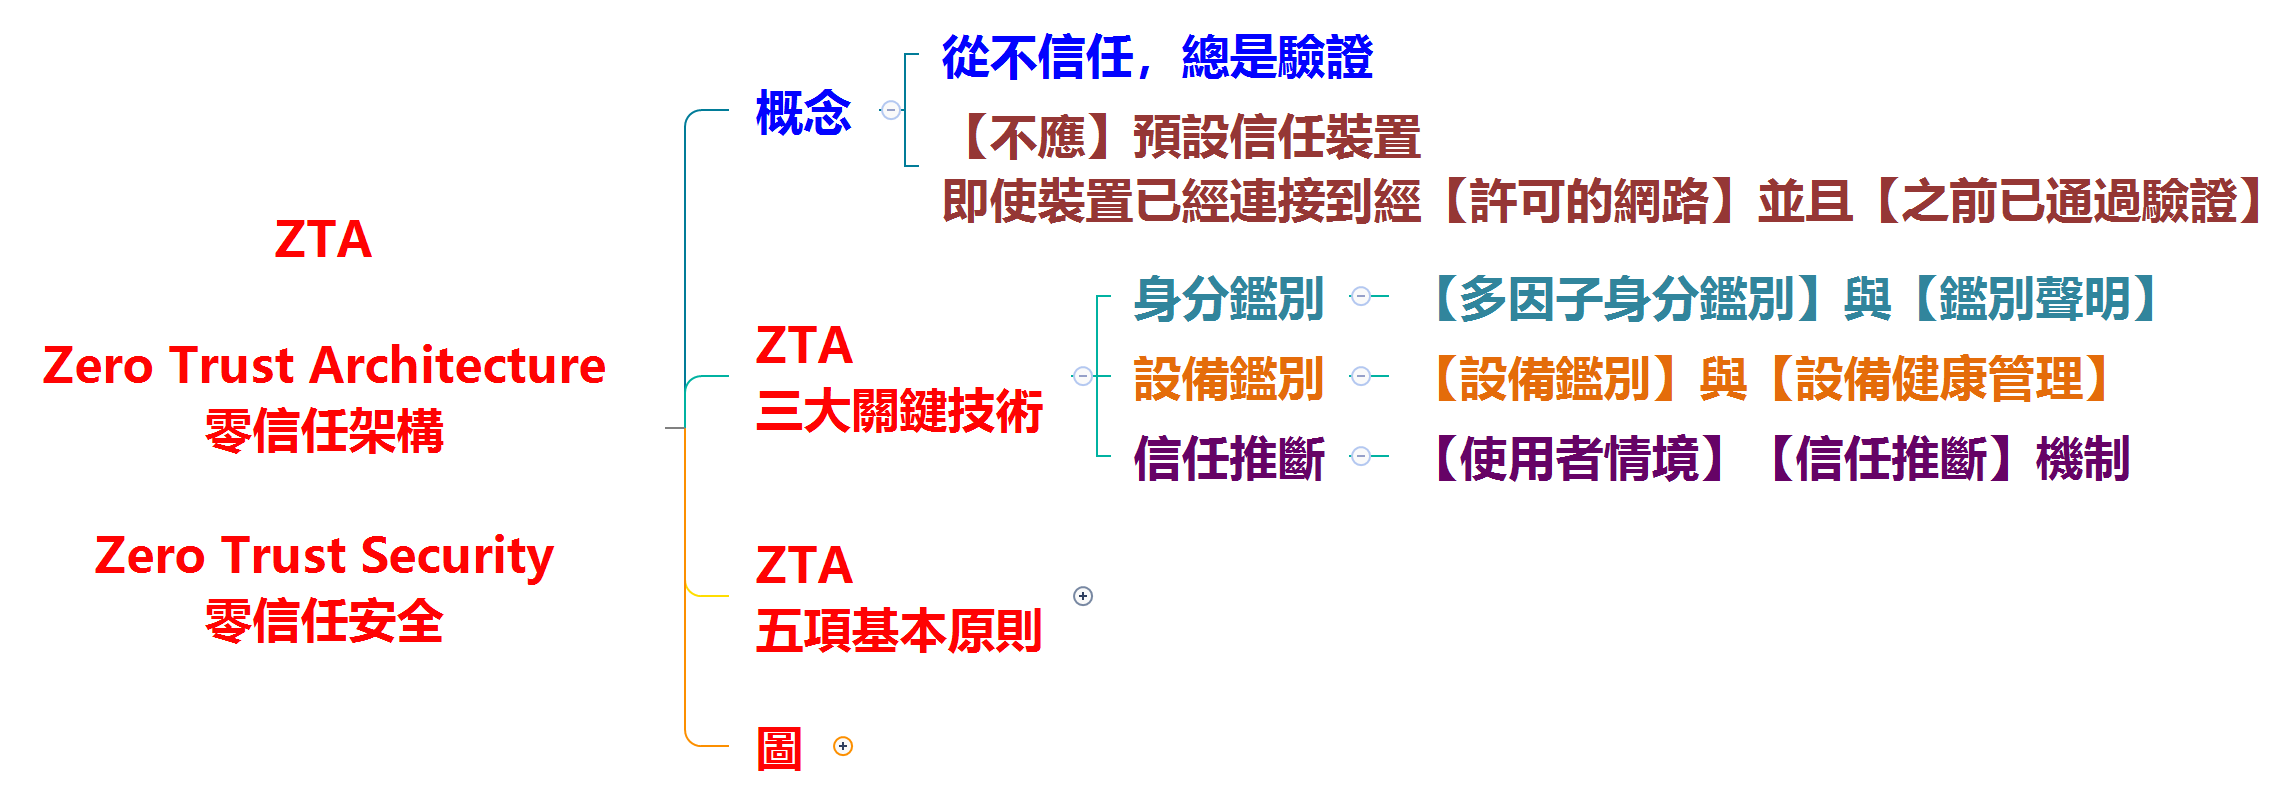 ZTA
Zero Trust Architecture
零信任架構
Zero Trust Security
零信任安全
概念
從不信任，總是驗證
【不應】預設信任裝置
即使裝置已經連接到經【許可的網路】並且【之前已通過驗證】
ZTA
三大關鍵技術
身分鑑別
【多因子身分鑑別】與【鑑別聲明】
設備鑑別
【設備鑑別】與【設備健康管理】
信任推斷
【使用者情境】【信任推斷】機制
ZTA
五項基本原則
圖